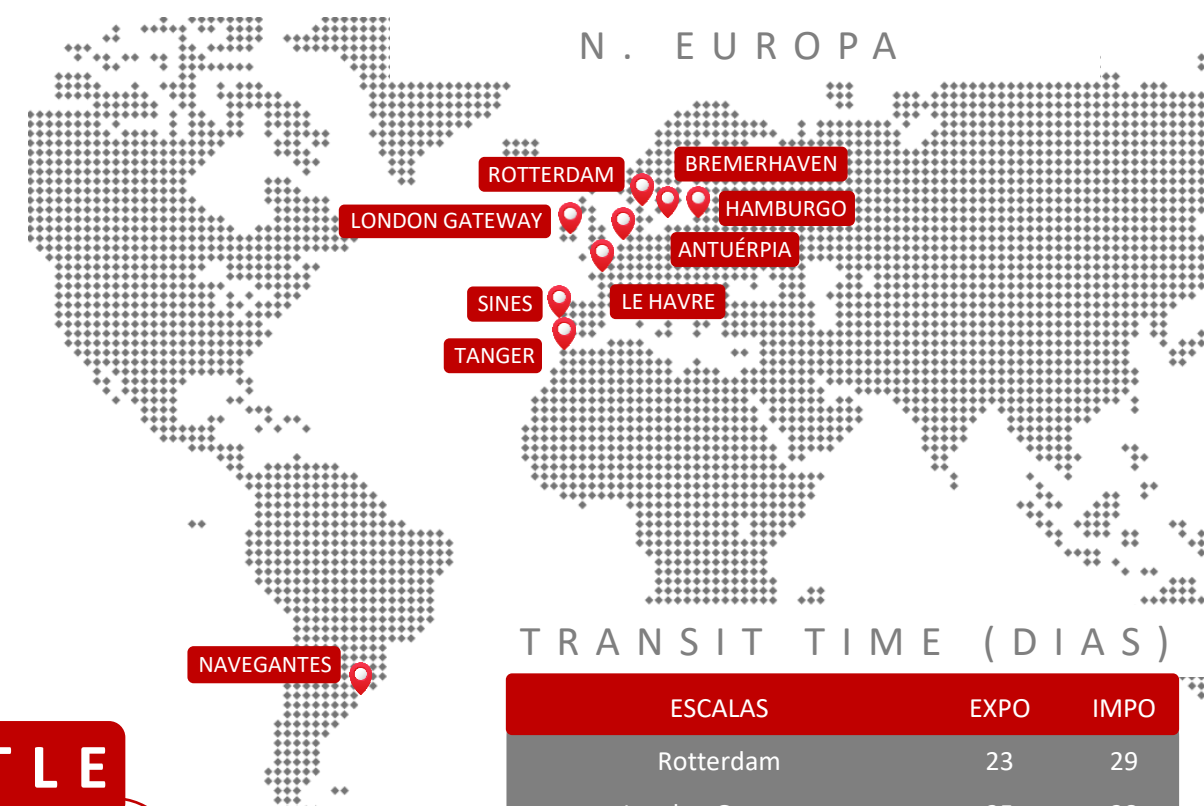 N. EUROPA
BREMERHAVEN
ROTTERDAM
HAMBURGO
LONDON GATEWAY
ANTUÉRPIA
SINES
LE HAVRE
TANGER
TRANSIT TIME (DIAS)
NAVEGANTES
ESCALAS EXPO IMPO
Rotterdam 23 29
TLE